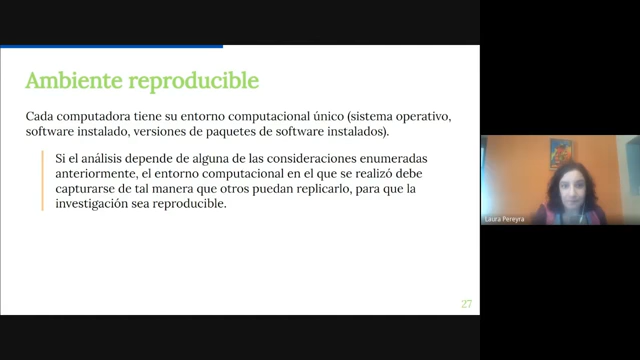 Ambiente reproducible
Cada computadora tiene su entorno computacional único (sistema operativo,
software instalado, versiones de paquetes de software instalados).
Si el análisis depende de alguna de las consideraciones enumeradas
anteriormente, el entorno computacional en el que se realizó debe
capturarse de tal manera que otros puedan replicarlo, para que la
investigación sea reproducible.
27
Laura Pereyra